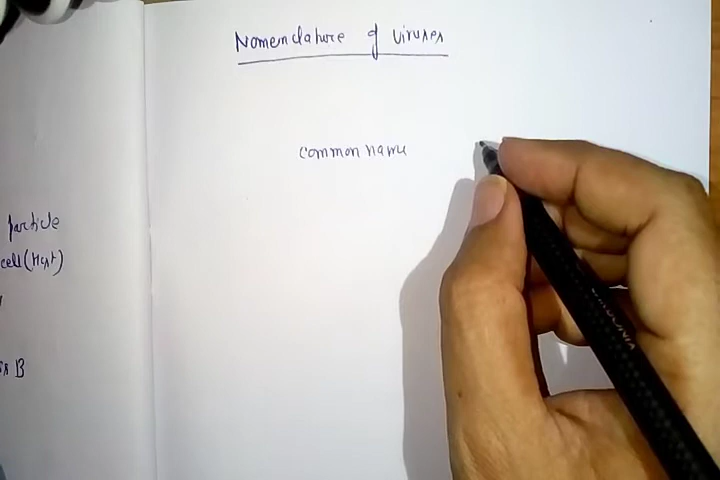 Nomenclature of viruses
common name
particle
cell (Host)
B